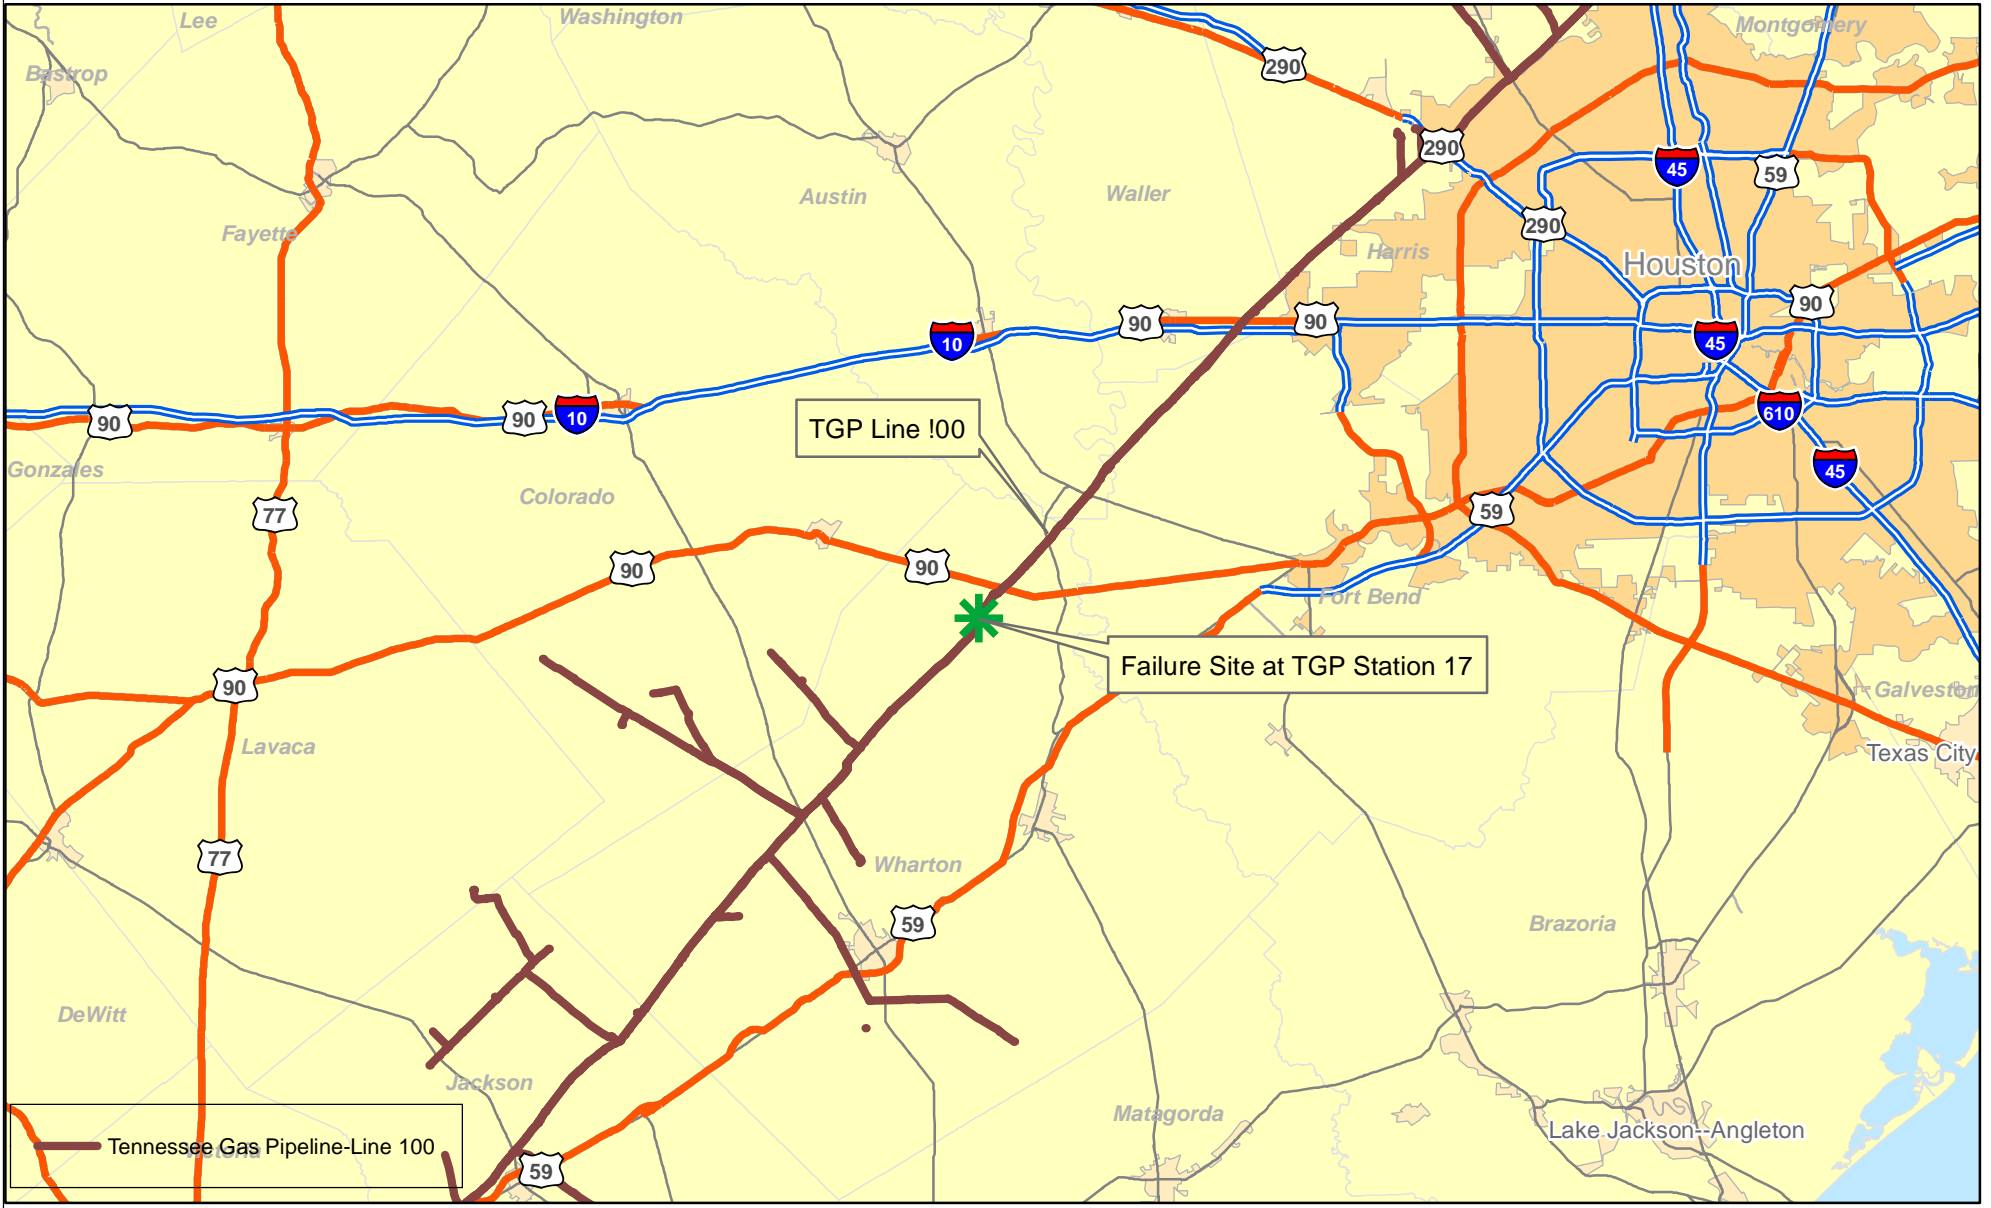 Lee
Washington
Montgomery
Bastrop
290
290
45
59
Austin
Waller
Fayette
290
Harris
Houston
90
10
90
90
45
90
90
10
610
TGP Line !00
Gonzales
Colorado
45
77
59
90
90
Fort Bend
Failure Site at TGP Station 17
90
Galveston
Lavaca
Texas City
77
Wharton
59
Brazoria
DeWitt
Jackson
Matagorda
Lake Jackson--Angleton
Tennessee Gas Pipeline-Line 100
Victoria
59